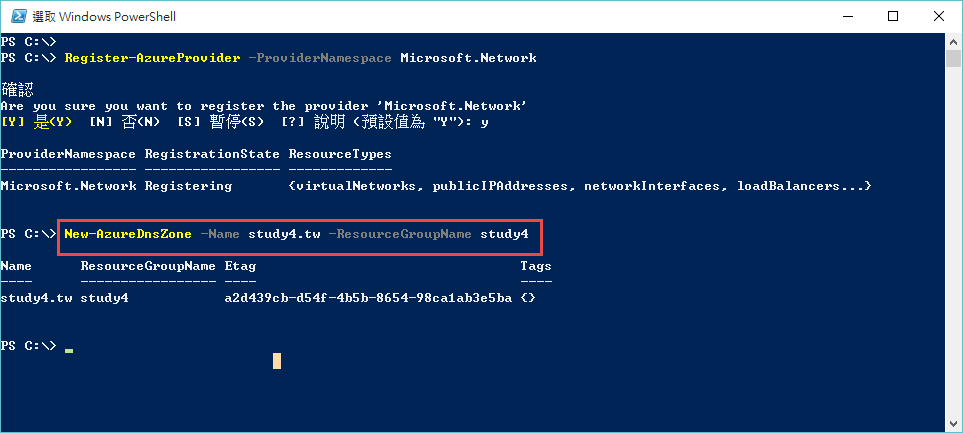 選取 Windows PowerShell
PS C:\>
PS C:\> Register-AzureProvider -ProviderNamespace Microsoft.Network
確認
Are you sure you want to register the provider 'Microsoft.Network'
[Y] 是(Y)  [N] 否(N)  [S] 暫停(S)  [?] 說明 (預設值為 "Y"): y
ProviderNamespace RegistrationState ResourceTypes
----------------- ----------------- -------------
Microsoft.Network Registering       {virtualNetworks, publicIPAddresses, networkInterfaces, loadBalancers...}
PS C:\> New-AzureDnsZone -Name study4.tw -ResourceGroupName study4
Name      ResourceGroupName Etag                                 Tags
----      ----------------- ----                                 ----
study4.tw study4            a2d439cb-d54f-4b5b-8654-98ca1ab3e5ba {}
PS C:\>